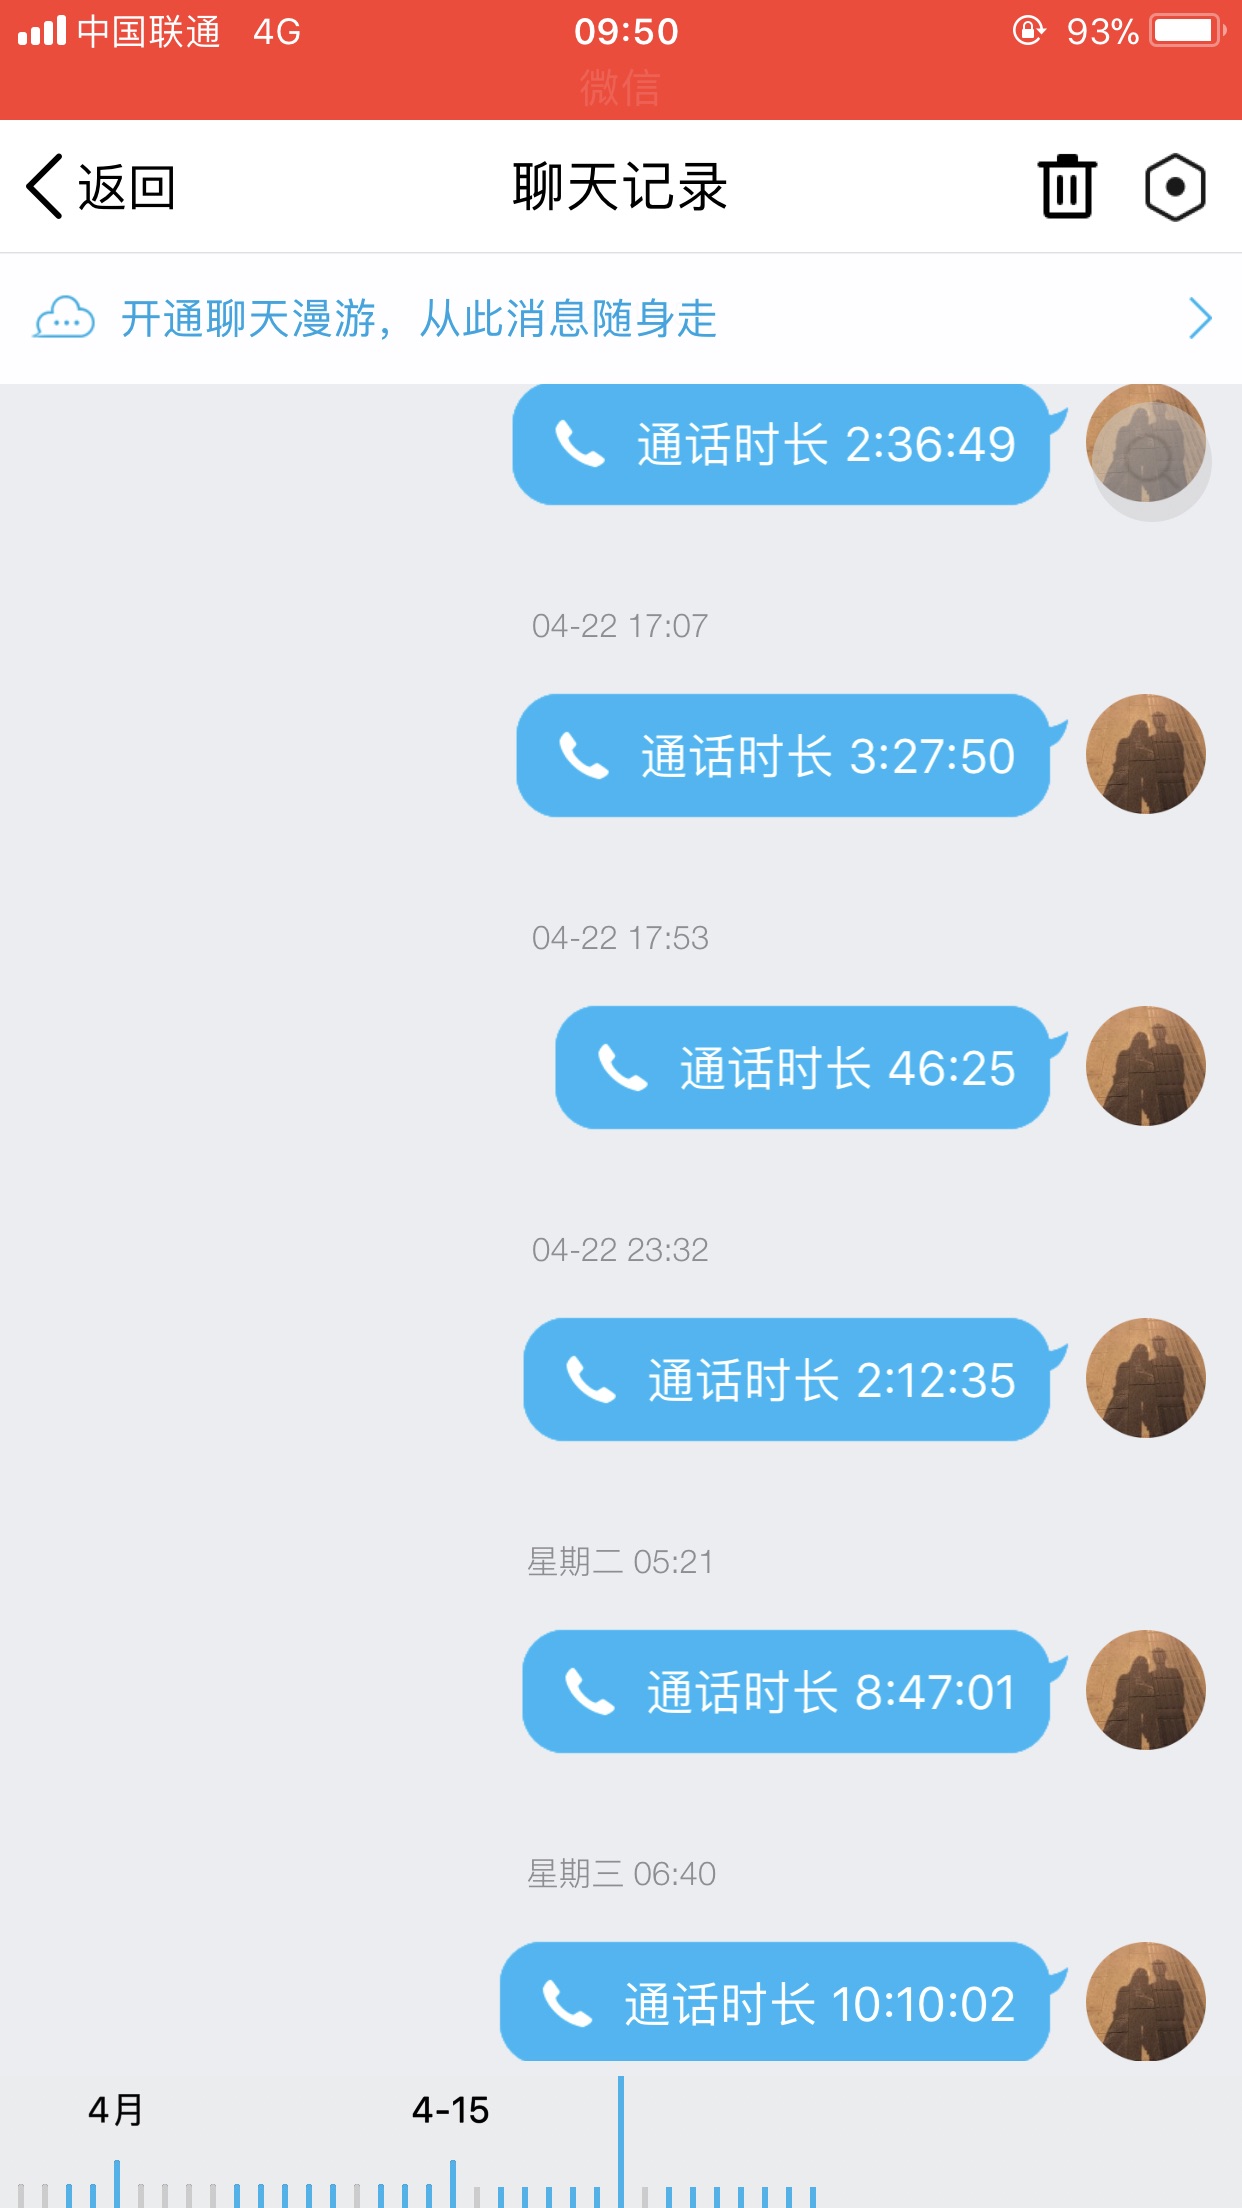 中国联通 4G 09:50 93%
微信
返回 聊天记录
开通聊天漫游，从此消息随身走
通话时长 2:36:49
04-22 17:07
通话时长 3:27:50
04-22 17:53
通话时长 46:25
04-22 23:32
通话时长 2:12:35
星期二 05:21
通话时长 8:47:01
星期三 06:40
通话时长 10:10:02
4月 4-15